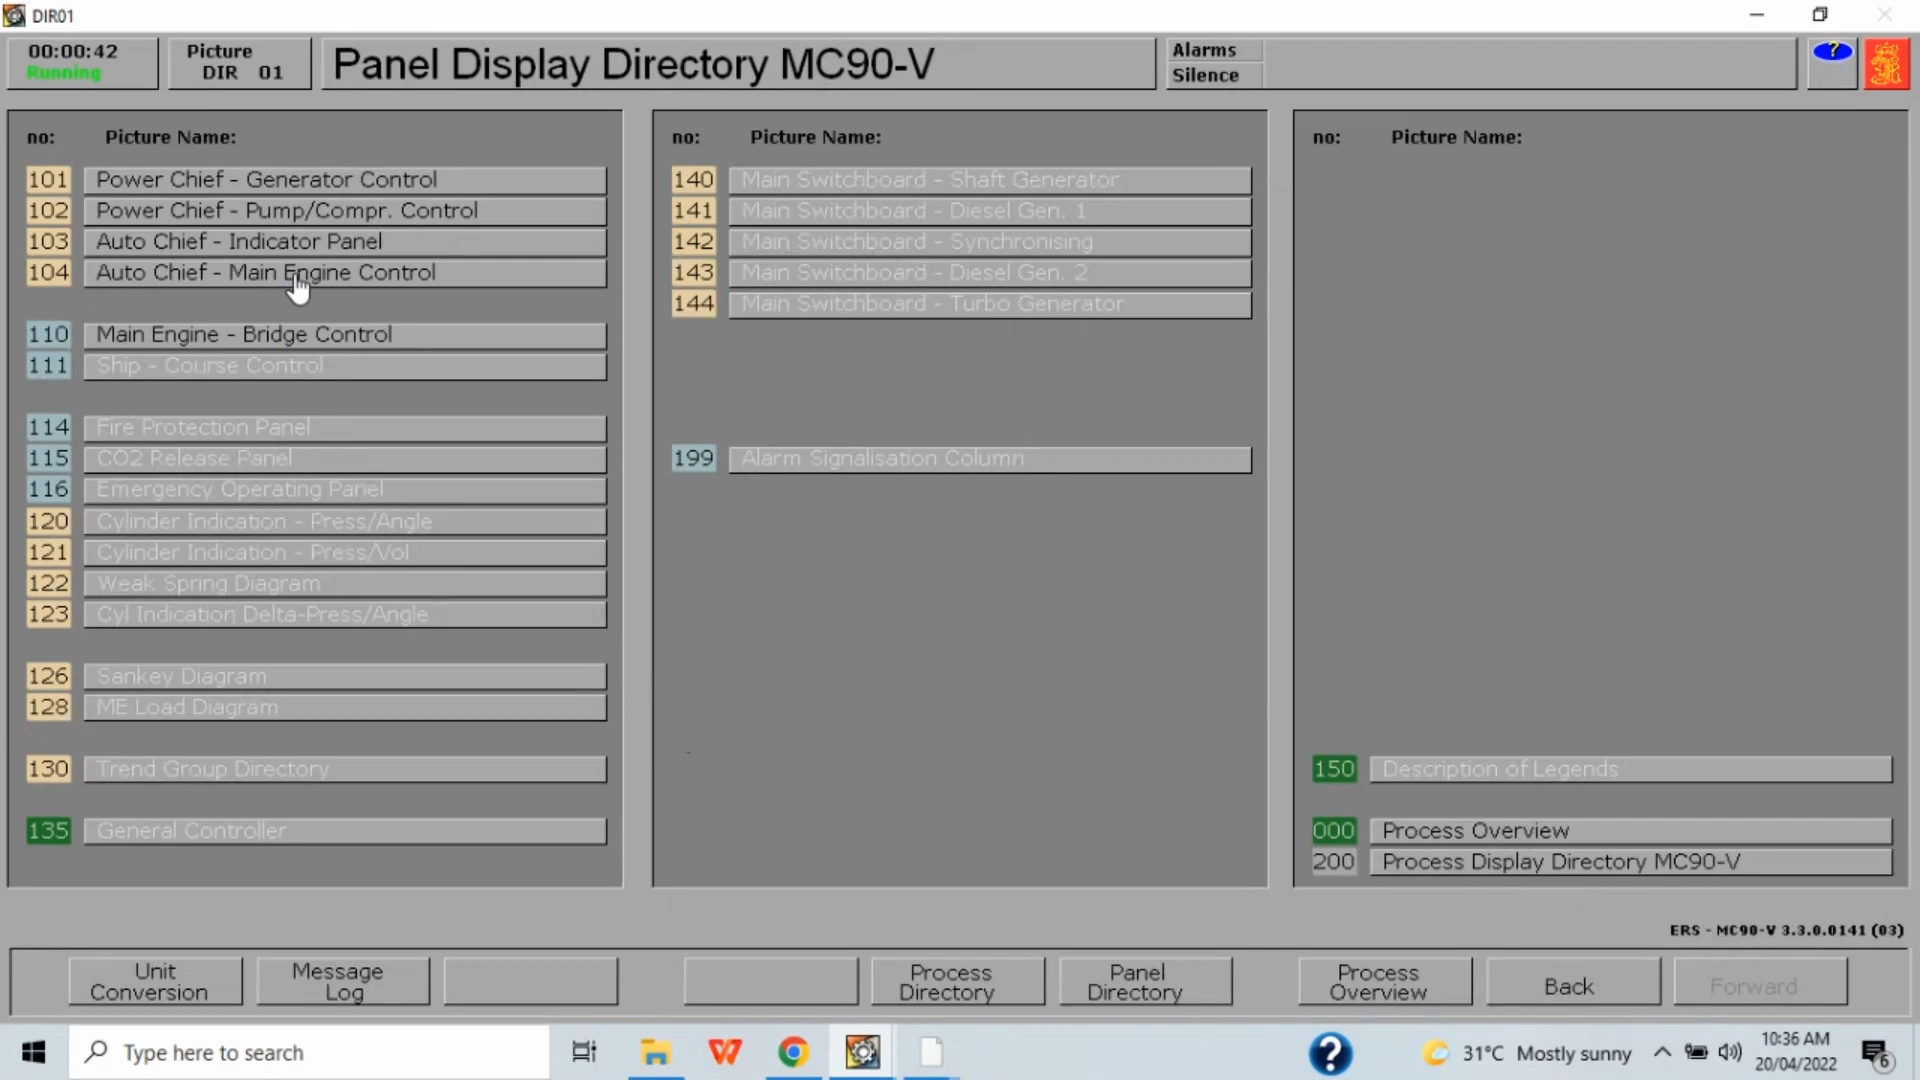 DIR01
00:00:42
Running
Picture
DIR 01
Panel Display Directory MC90-V
Alarms
Silence
?
no: Picture Name:
101 Power Chief - Generator Control
102 Power Chief - Pump/Compr. Control
103 Auto Chief - Indicator Panel
104 Auto Chief - Main Engine Control
110 Main Engine - Bridge Control
111 Ship - Course Control
114 Fire Protection Panel
115 CO2 Release Panel
116 Emergency Operating Panel
120 Cylinder Indication - Press/Angle
121 Cylinder Indication - Press/Vol
122 Weak Spring Diagram
123 Cyl Indication Delta-Press/Angle
126 Sankey Diagram
128 ME Load Diagram
130 Trend Group Directory
135 General Controller
no: Picture Name:
140 Main Switchboard - Shaft Generator
141 Main Switchboard - Diesel Gen. 1
142 Main Switchboard - Synchronising
143 Main Switchboard - Diesel Gen. 2
144 Main Switchboard - Turbo Generator
199 Alarm Signalisation Column
no: Picture Name:
150 Description of Legends
000 Process Overview
200 Process Display Directory MC90-V
ERS - MC90-V 3.3.0.0141 (03)
Unit
Conversion
Message
Log
Process
Directory
Panel
Directory
Process
Overview
Back
Forward
Type here to search
?
31°C Mostly sunny
10:36 AM
20/04/2022
6